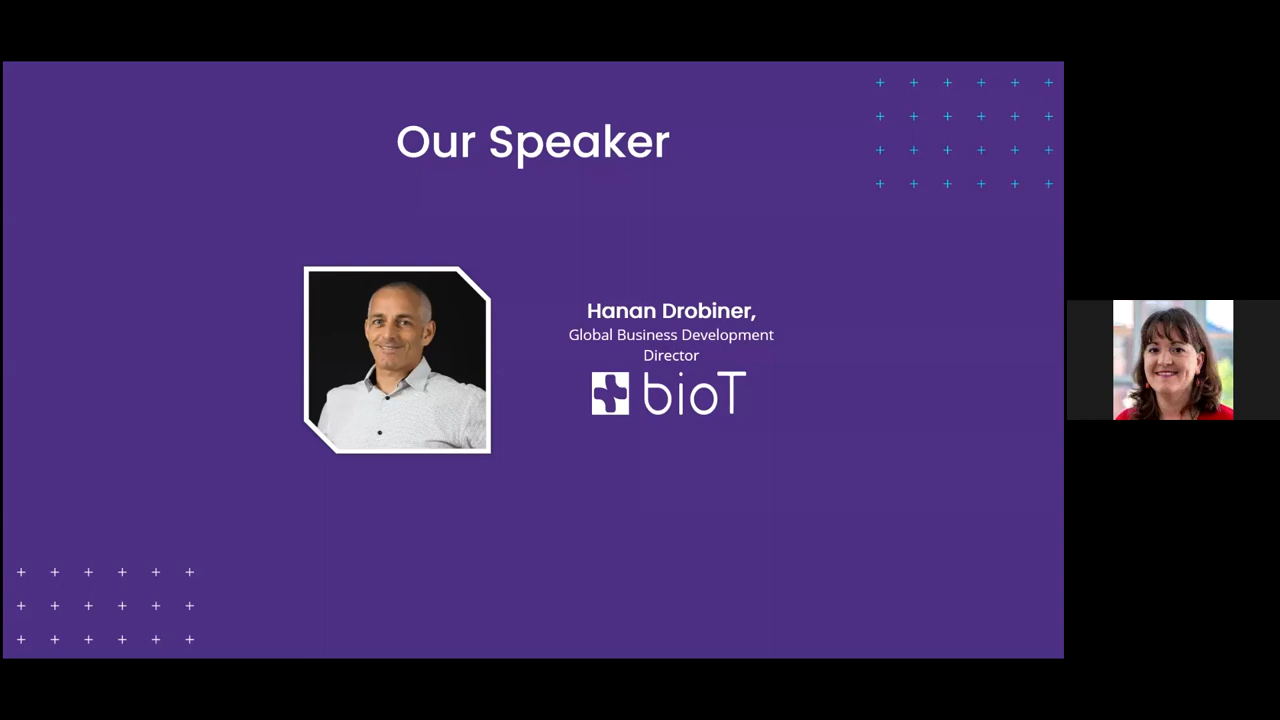 Our Speaker
Hanan Drobiner,
Global Business Development
Director
bioT